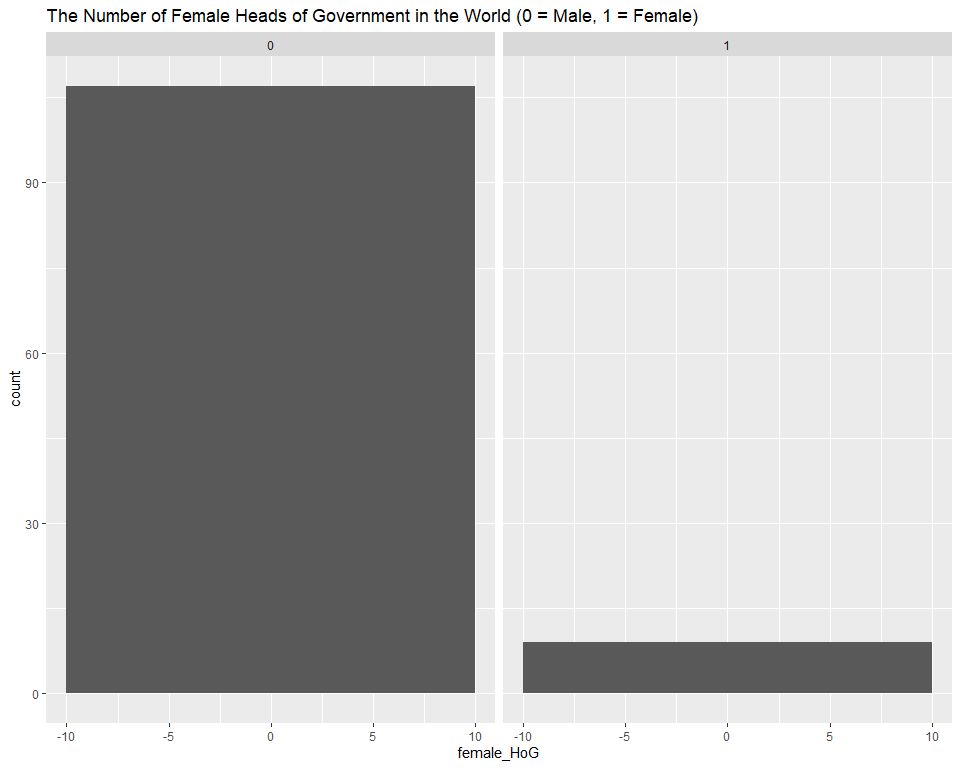 The Number of Female Heads of Government in the World (0 = Male, 1 = Female)
0 1
90
60
30
0
count
-10 -5 0 5 10 -10 -5 0 5 10
female_HoG